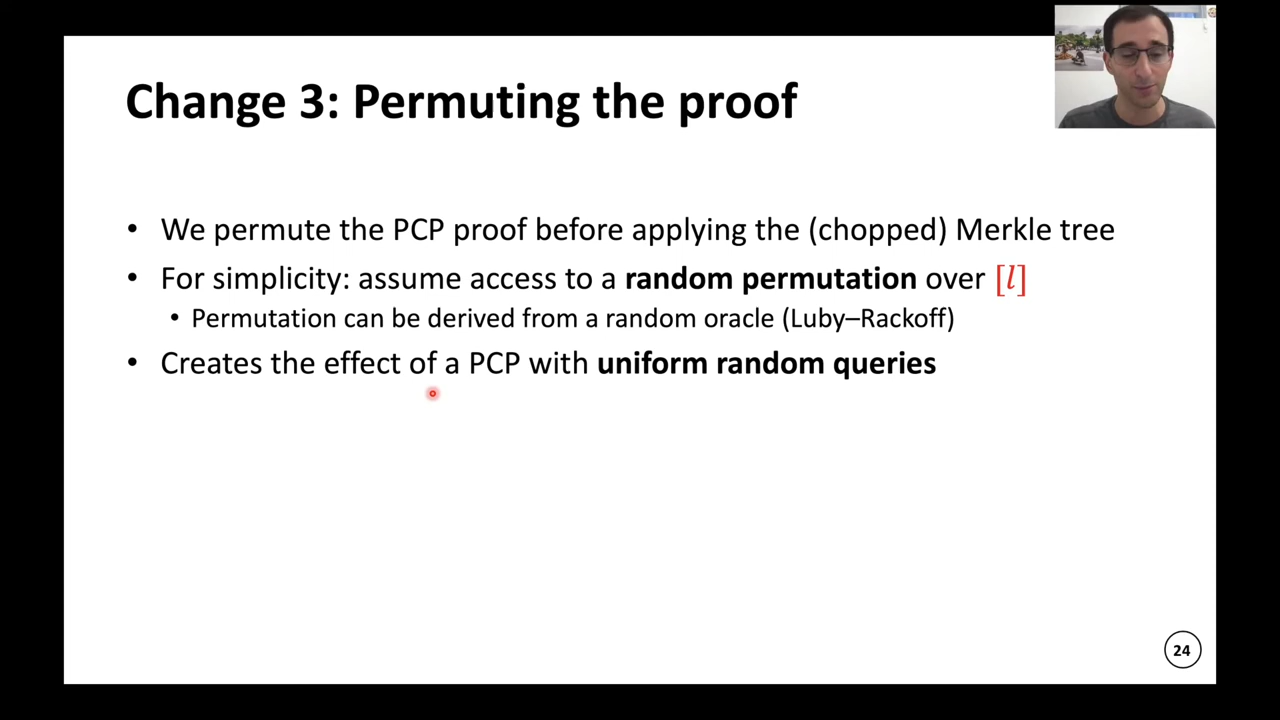 Change 3: Permuting the proof
• We permute the PCP proof before applying the (chopped) Merkle tree
• For simplicity: assume access to a random permutation over [l]
• Permutation can be derived from a random oracle (Luby–Rackoff)
• Creates the effect of a PCP with uniform random queries
24